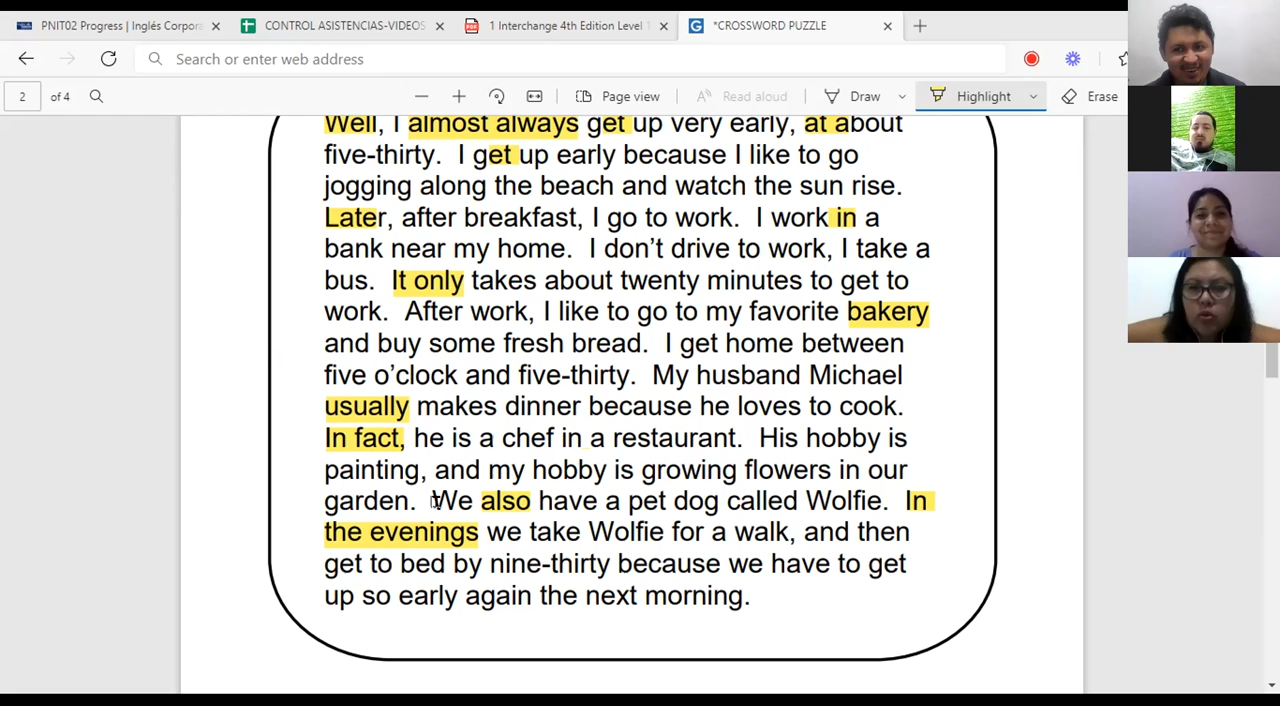 PNIT02 Progress | Inglés Corpora
CONTROL ASISTENCIAS-VIDEOS
1 Interchange 4th Edition Level 1
*CROSSWORD PUZZLE
Search or enter web address
2 of 4
Page view
Read aloud
Draw
Highlight
Erase
Well, I almost always get up very early, at about
five-thirty. I get up early because I like to go
jogging along the beach and watch the sun rise.
Later, after breakfast, I go to work. I work in a
bank near my home. I don't drive to work, I take a
bus. It only takes about twenty minutes to get to
work. After work, I like to go to my favorite bakery
and buy some fresh bread. I get home between
five o'clock and five-thirty. My husband Michael
usually makes dinner because he loves to cook.
In fact, he is a chef in a restaurant. His hobby is
painting, and my hobby is growing flowers in our
garden. We also have a pet dog called Wolfie. In
the evenings we take Wolfie for a walk, and then
get to bed by nine-thirty because we have to get
up so early again the next morning.